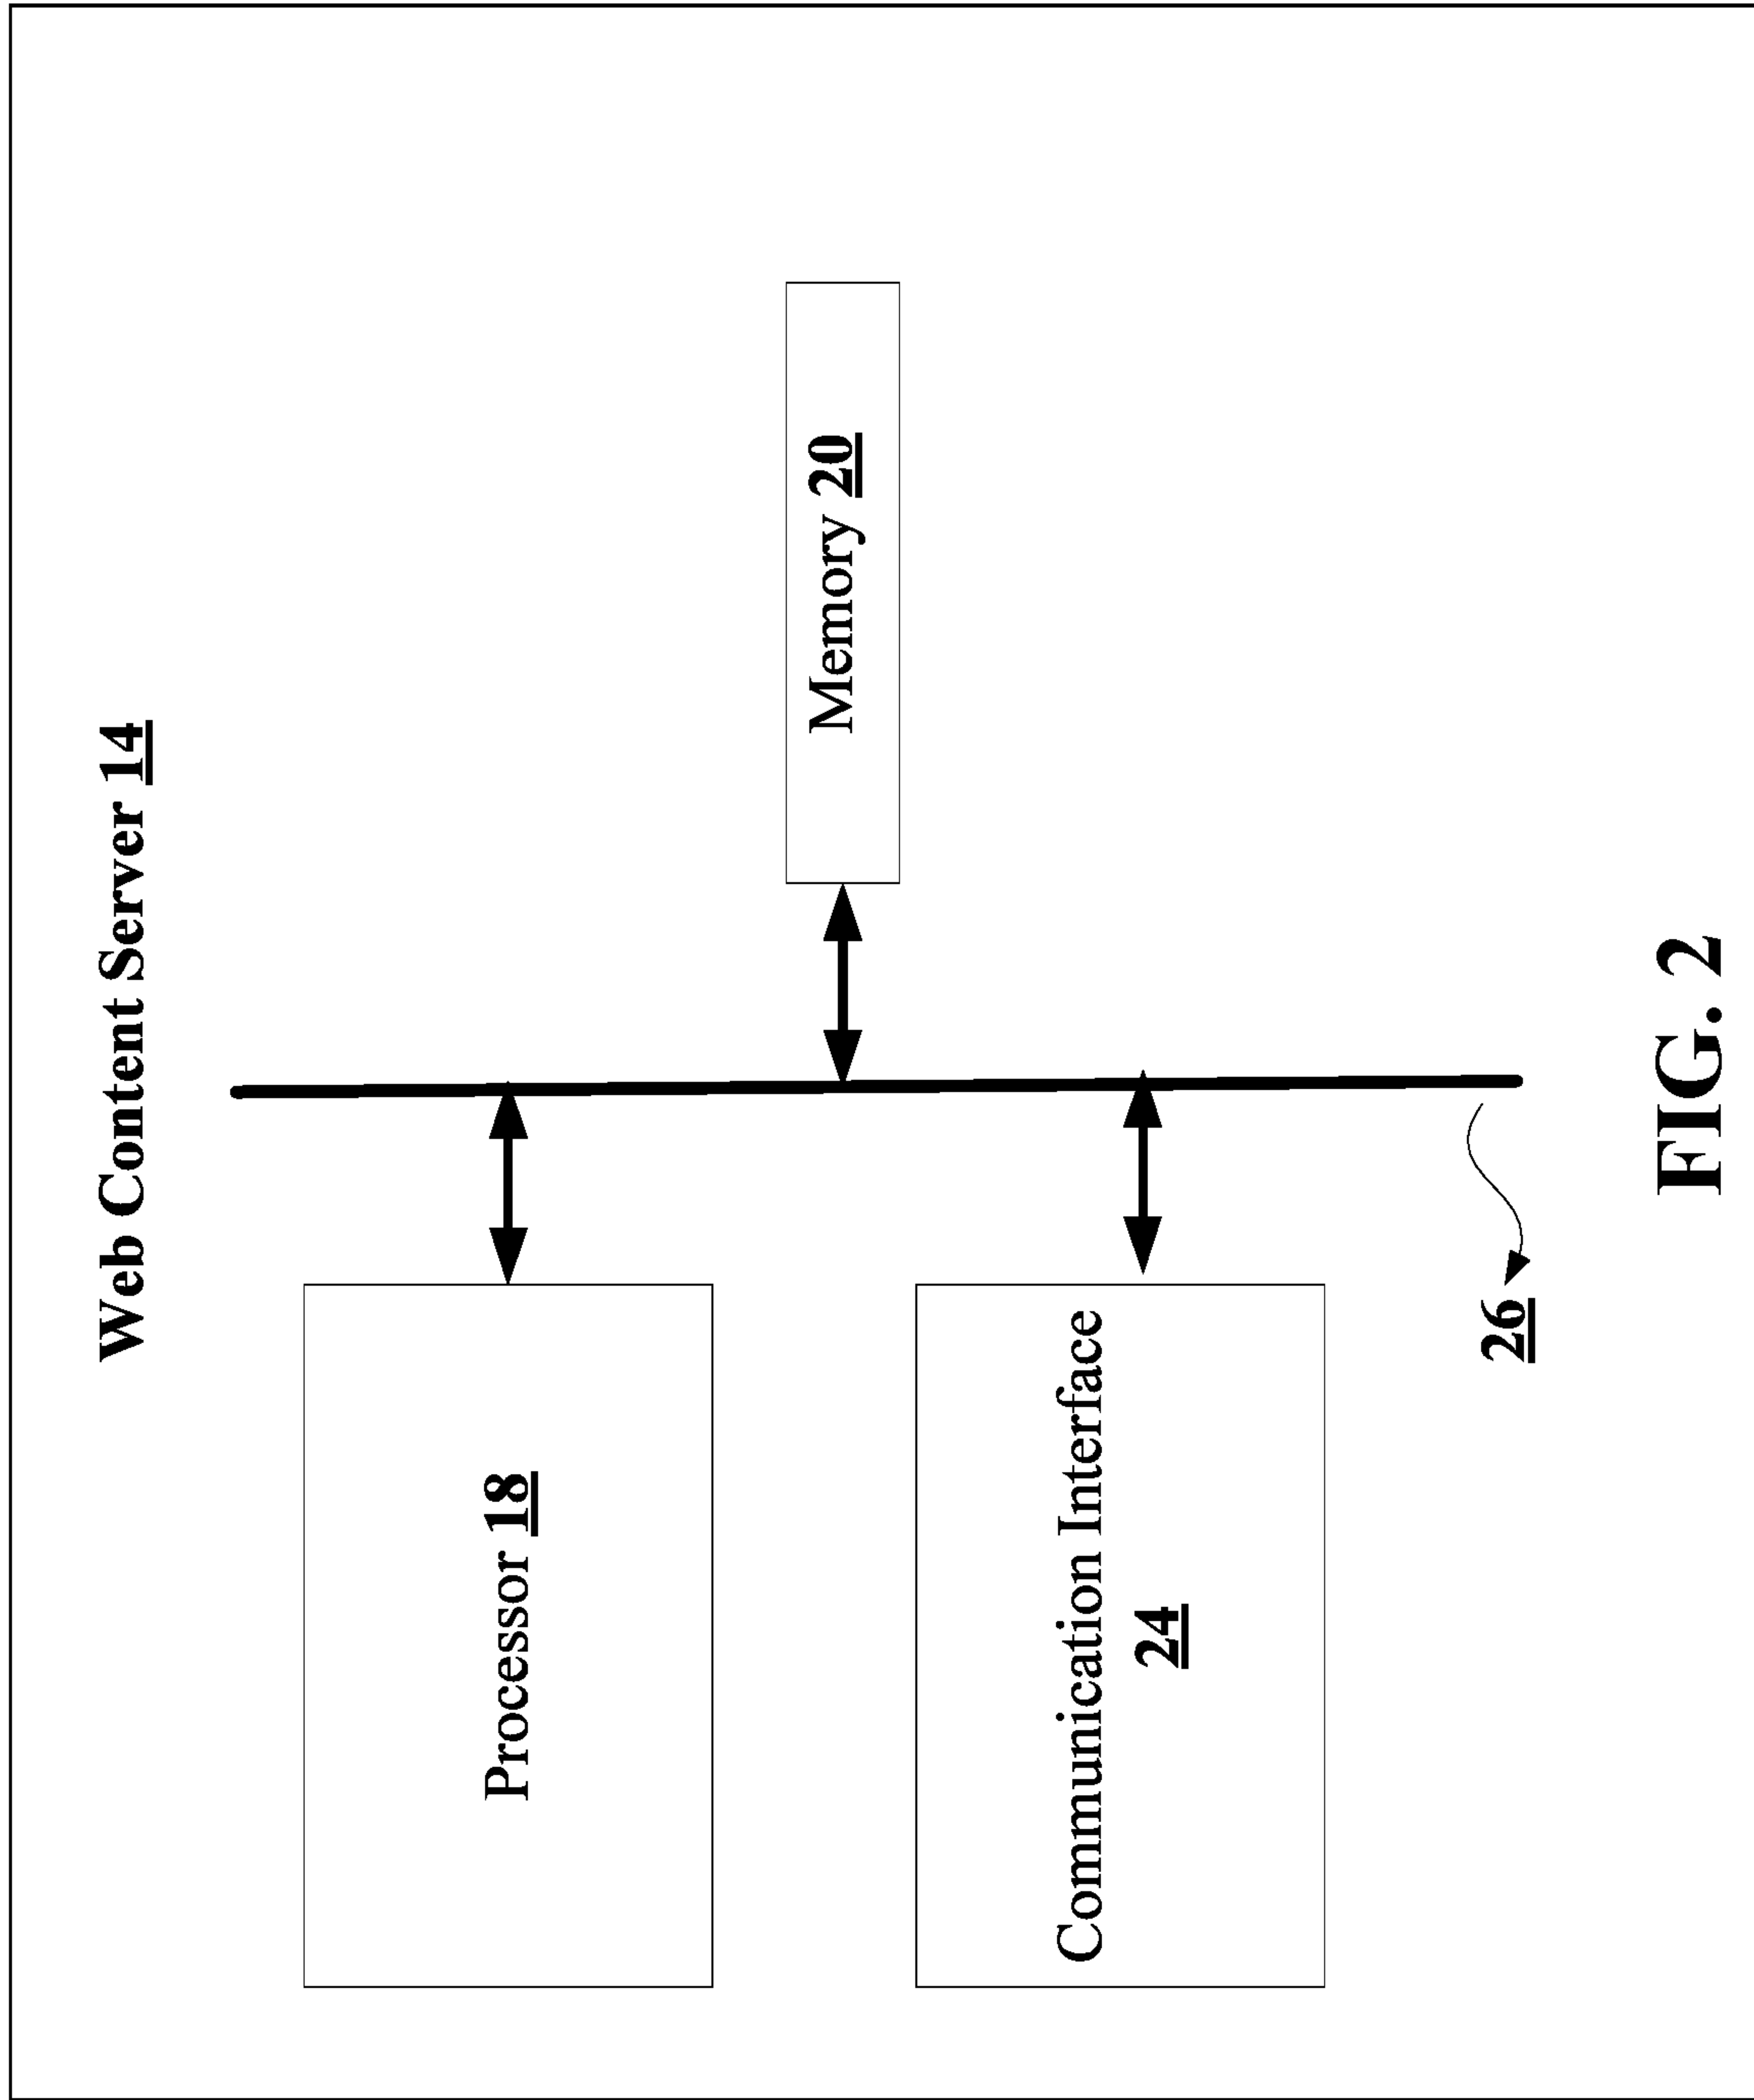 Web Content Server 14
Processor 18
Memory 20
Communication Interface
24
26
FIG. 2